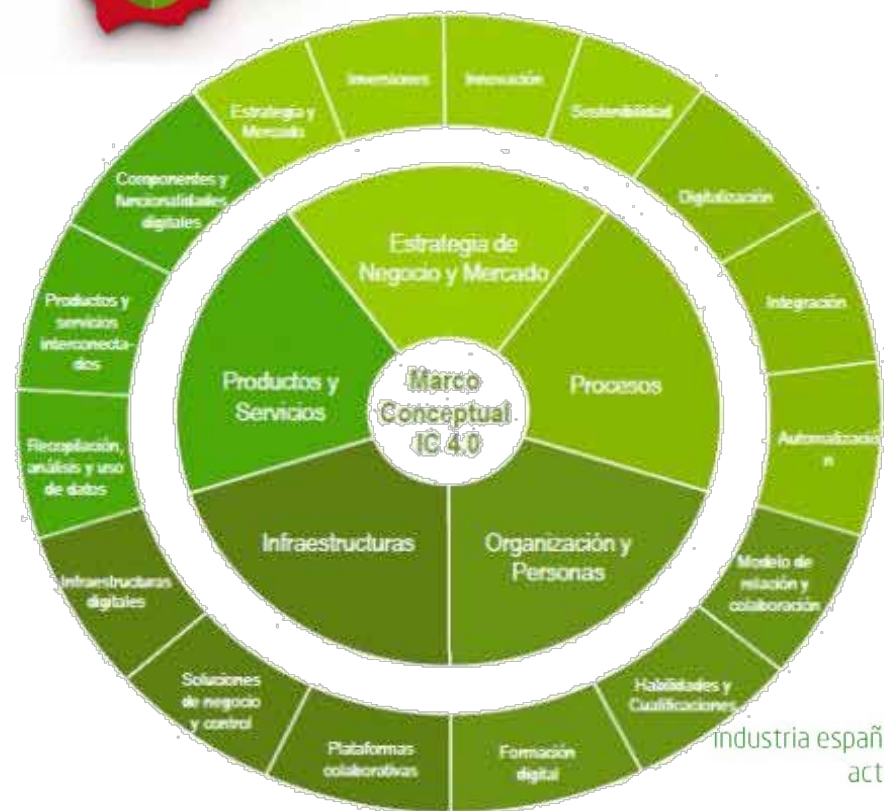 Estrategia y
Mercado
Inversiones
Innovación
Sostenibilidad
Digitalización
Integración
Automatizació
n
Modelo de
relación y
colaboración
Habilidades y
Cualificaciones
Formación
digital
Plataformas
colaborativas
Soluciones
de negocio
y control
Infraestructuras
digitales
Recopilación,
análisis y uso
de datos
Productos y
servicios
interconecta-
dos
Componentes y
funcionalidades
digitales
Estrategia de
Negocio y Mercado
Procesos
Organización y
Personas
Infraestructuras
Productos y
Servicios
Marco
Conceptual
IC 4.0
industria españ
act